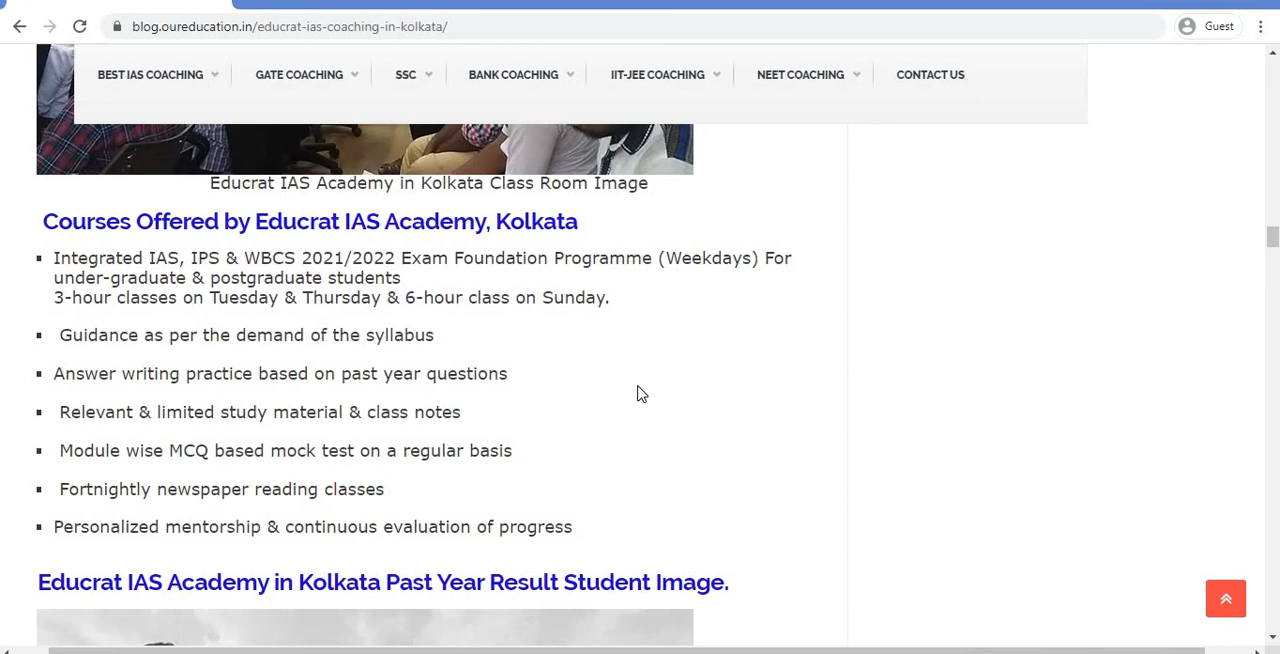 blog.oureducation.in/educrat-ias-coaching-in-kolkata/
Guest
BEST IAS COACHING GATE COACHING SSC BANK COACHING IIT-JEE COACHING NEET COACHING CONTACT US
Educrat IAS Academy in Kolkata Class Room Image
Courses Offered by Educrat IAS Academy, Kolkata
Integrated IAS, IPS & WBCS 2021/2022 Exam Foundation Programme (Weekdays) For
under-graduate & postgraduate students
3-hour classes on Tuesday & Thursday & 6-hour class on Sunday.
Guidance as per the demand of the syllabus
Answer writing practice based on past year questions
Relevant & limited study material & class notes
Module wise MCQ based mock test on a regular basis
Fortnightly newspaper reading classes
Personalized mentorship & continuous evaluation of progress
Educrat IAS Academy in Kolkata Past Year Result Student Image.